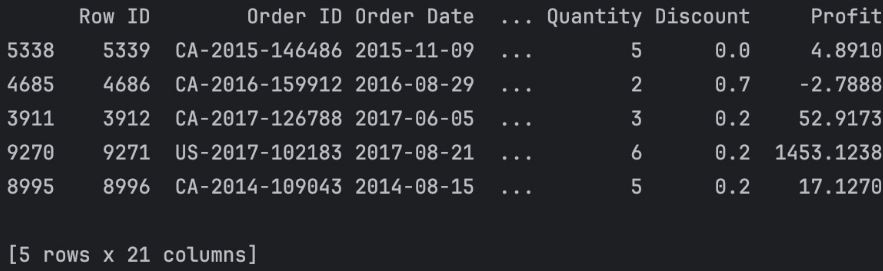 Row ID Order ID Order Date ... Quantity Discount Profit
5338 5339 CA-2015-146486 2015-11-09 ... 5 0.0 4.8910
4685 4686 CA-2016-159912 2016-08-29 ... 2 0.7 -2.7888
3911 3912 CA-2017-126788 2017-06-05 ... 3 0.2 52.9173
9270 9271 US-2017-102183 2017-08-21 ... 6 0.2 1453.1238
8995 8996 CA-2014-109043 2014-08-15 ... 5 0.2 17.1270
[5 rows x 21 columns]